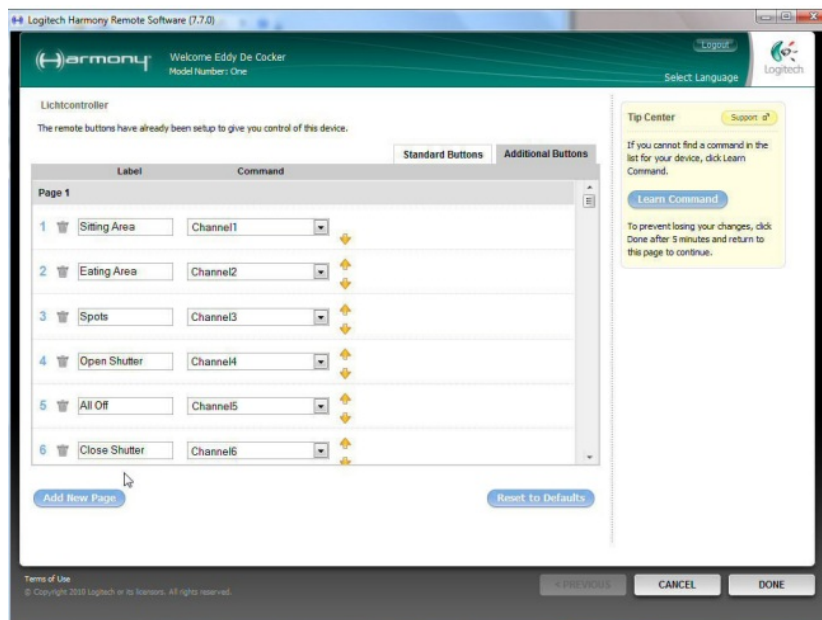 Logitech Harmony Remote Software (7.7.0)
Harmony
Welcome Eddy De Cocker
Model Number: One
Logout
Select Language
Logitech
Lichtcontroller
The remote buttons have already been setup to give you control of this device.
Standard Buttons
Additional Buttons
Label Command
Page 1
1 Sitting Area Channel1
2 Eating Area Channel2
3 Spots Channel3
4 Open Shutter Channel4
5 All Off Channel5
6 Close Shutter Channel6
Add New Page
Reset to Defaults
Tip Center
Support
If you cannot find a command in the
list for your device, click Learn
Command.
Learn Command
To prevent losing your changes, click
Done after 5 minutes and return to
this page to continue.
Terms of Use
© Copyright 2010 Logitech or its licensors. All rights reserved.
< PREVIOUS
CANCEL
DONE